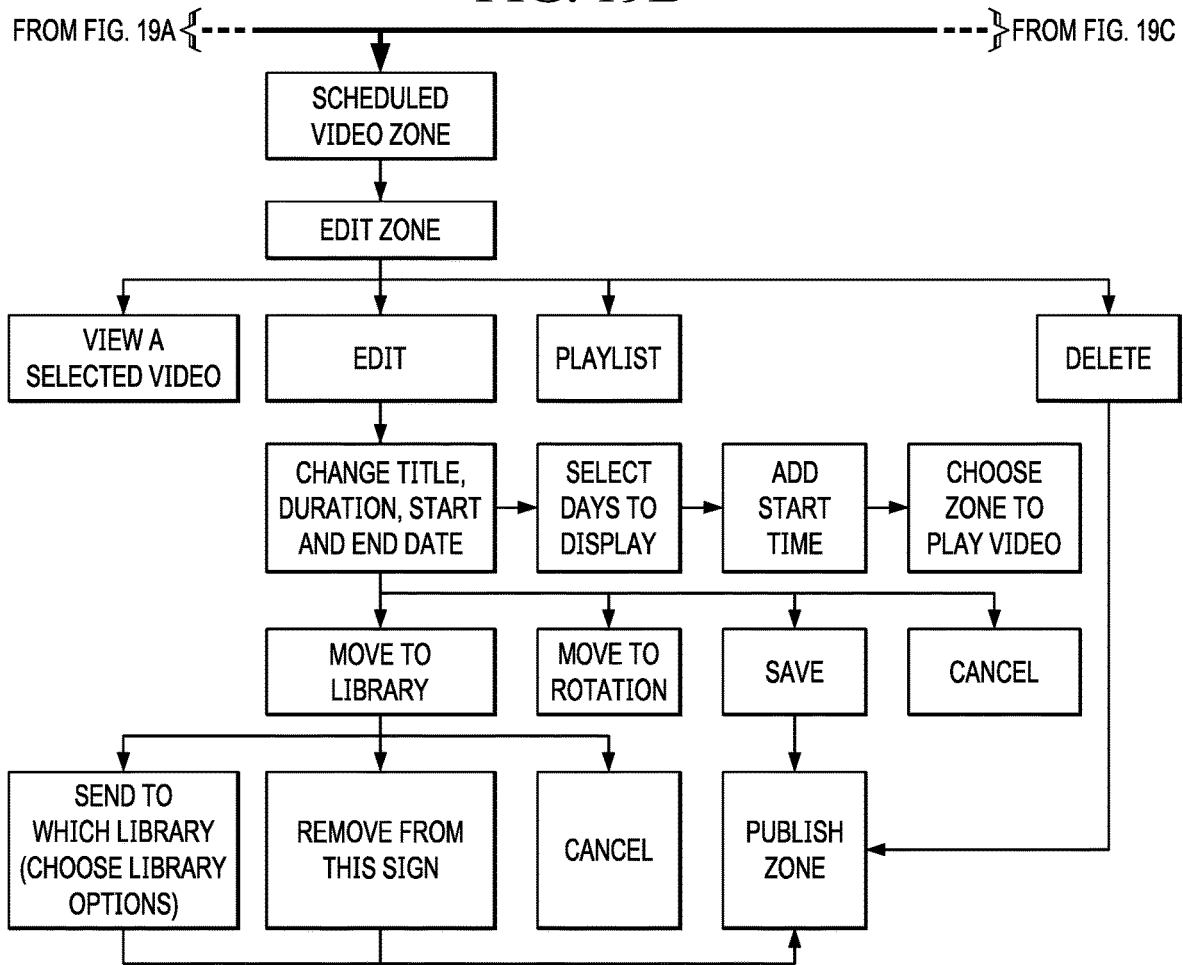 FROM FIG. 19A
FROM FIG. 19C
SCHEDULED
VIDEO ZONE
EDIT ZONE
VIEW A
SELECTED VIDEO
EDIT
PLAYLIST
DELETE
CHANGE TITLE,
DURATION, START
AND END DATE
SELECT
DAYS TO
DISPLAY
ADD
START
TIME
CHOOSE
ZONE TO
PLAY VIDEO
MOVE TO
LIBRARY
MOVE TO
ROTATION
SAVE
CANCEL
SEND TO
WHICH LIBRARY
(CHOOSE LIBRARY
OPTIONS)
REMOVE FROM
THIS SIGN
CANCEL
PUBLISH
ZONE